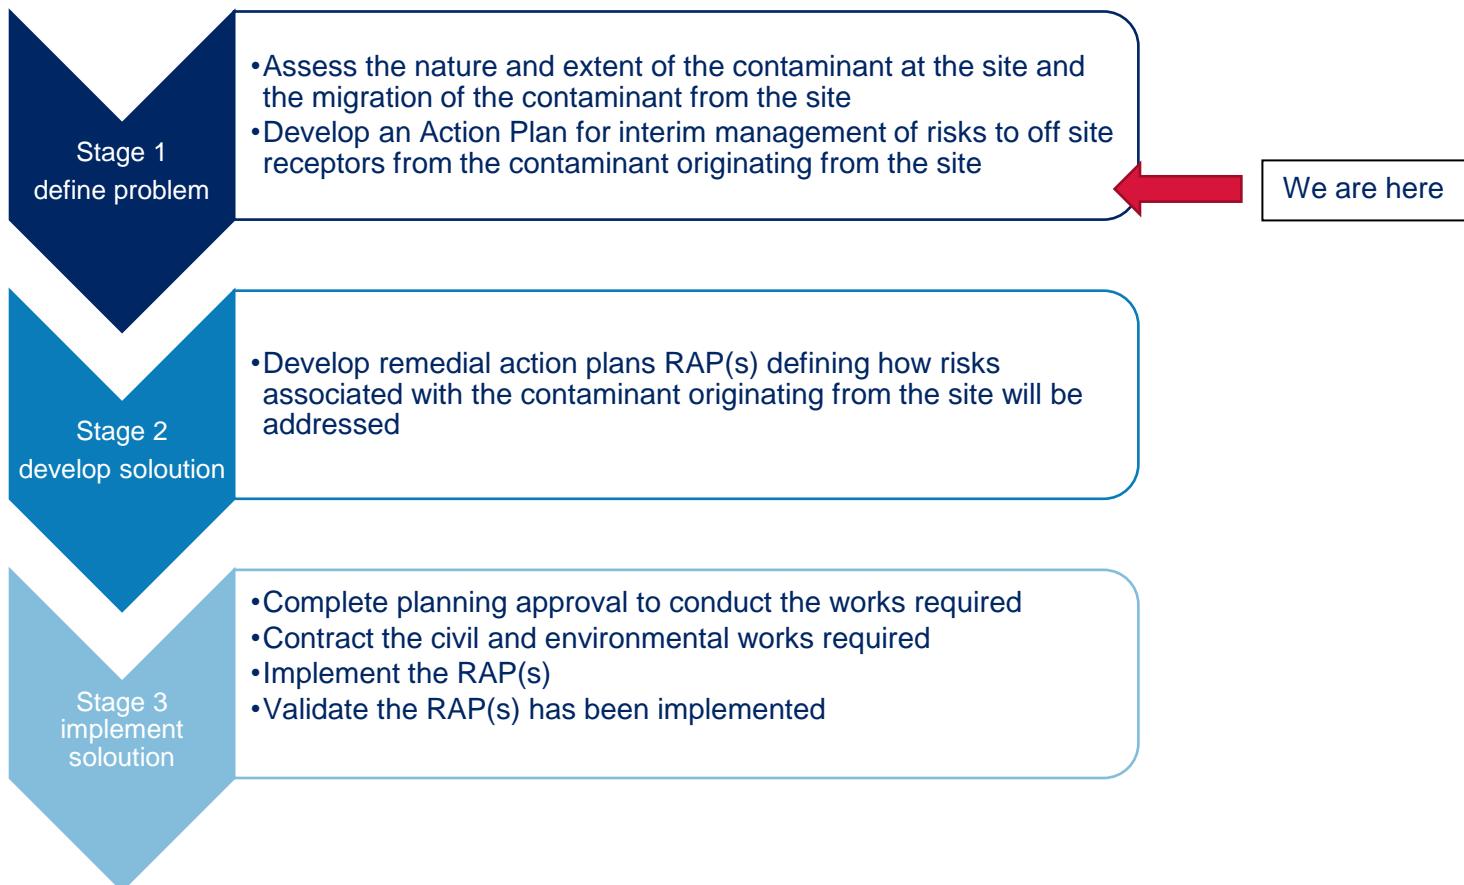 Stage 1
define problem
•Assess the nature and extent of the contaminant at the site and
the migration of the contaminant from the site
•Develop an Action Plan for interim management of risks to off site
receptors from the contaminant originating from the site
We are here
Stage 2
develop soloution
•Develop remedial action plans RAP(s) defining how risks
associated with the contaminant originating from the site will be
addressed
Stage 3
implement
soloution
•Complete planning approval to conduct the works required
•Contract the civil and environmental works required
•Implement the RAP(s)
•Validate the RAP(s) has been implemented